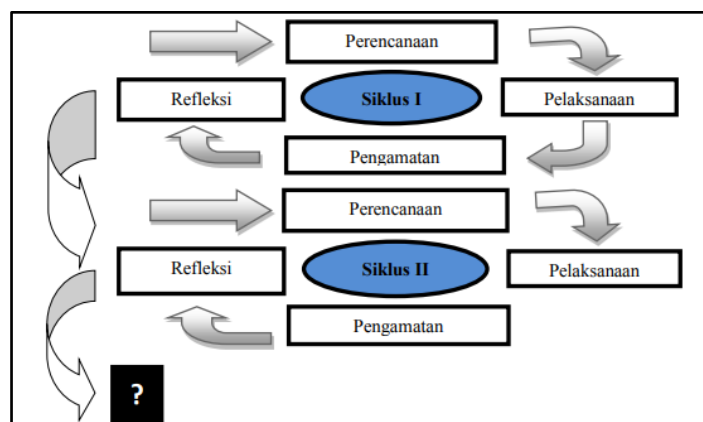 Perencanaan
Refleksi
Siklus I
Pelaksanaan
Pengamatan
Perencanaan
Refleksi
Siklus II
Pelaksanaan
Pengamatan
?